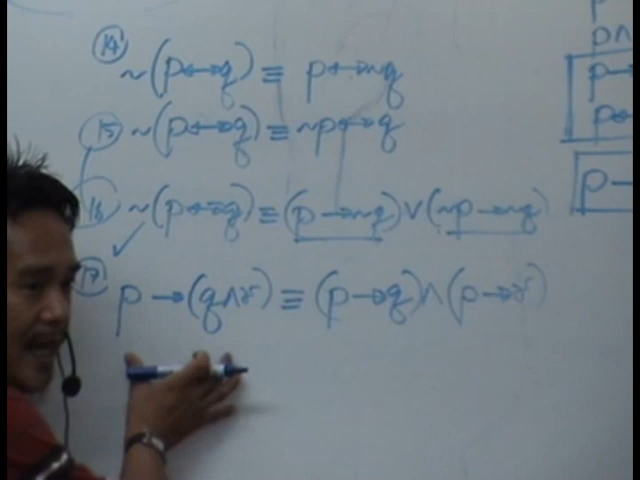 14 ~(p↔q) ≡ p↔~q
15 ~(p↔q) ≡ ~p↔q
16 ~(p↔q) ≡ (p→~q)∨(~p→~q)
17 p→(q∧r) ≡ (p→q)∧(p→r)
p∧
p→
p↔
p→